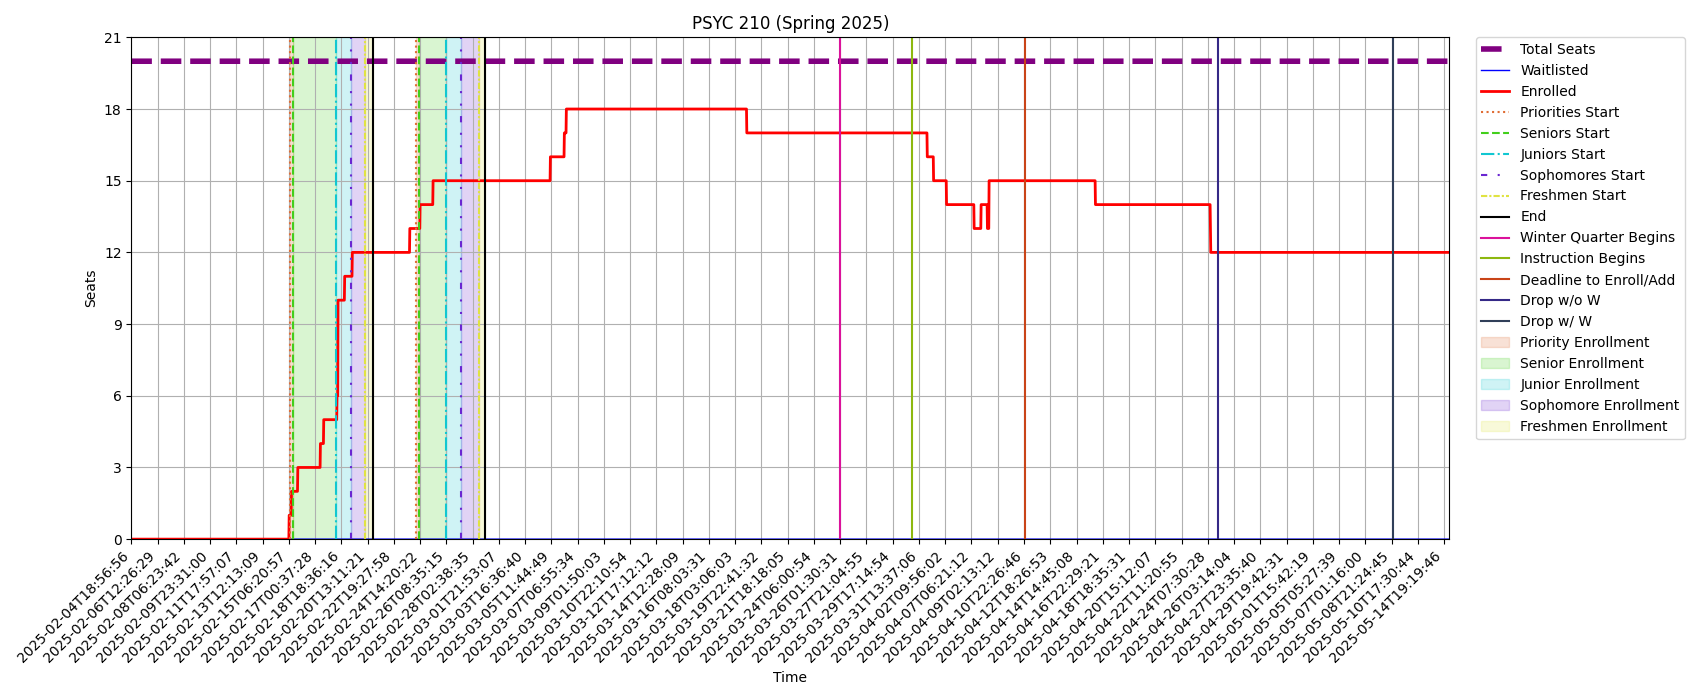 PSYC 210 (Spring 2025)
21
18
15
12
9
6
3
0
Seats
2025-02-04T18:56:56
2025-02-06T12:26:29
2025-02-08T06:23:42
2025-02-09T23:31:00
2025-02-11T17:57:07
2025-02-13T12:13:09
2025-02-15T06:20:57
2025-02-17T00:37:28
2025-02-18T18:36:16
2025-02-20T13:11:21
2025-02-22T19:27:58
2025-02-24T14:20:22
2025-02-26T08:35:15
2025-02-28T02:38:35
2025-03-01T21:53:07
2025-03-03T16:36:40
2025-03-05T11:44:49
2025-03-07T06:55:34
2025-03-09T01:50:03
2025-03-10T22:10:54
2025-03-12T17:12:12
2025-03-14T12:28:09
2025-03-16T08:03:31
2025-03-18T03:06:03
2025-03-19T22:41:32
2025-03-21T18:18:05
2025-03-24T06:00:54
2025-03-26T01:30:31
2025-03-27T21:04:55
2025-03-29T17:14:54
2025-03-31T13:37:06
2025-04-02T09:56:02
2025-04-07T06:21:12
2025-04-09T02:13:12
2025-04-10T22:26:46
2025-04-12T18:26:53
2025-04-14T14:45:08
2025-04-16T22:29:21
2025-04-18T18:35:31
2025-04-20T15:12:07
2025-04-22T11:20:55
2025-04-24T07:30:28
2025-04-26T03:14:04
2025-04-27T23:35:40
2025-04-29T19:42:31
2025-05-01T15:42:19
2025-05-05T05:27:39
2025-05-07T01:16:00
2025-05-08T21:24:45
2025-05-10T17:30:44
2025-05-14T19:19:46
Time
Total Seats
Waitlisted
Enrolled
Priorities Start
Seniors Start
Juniors Start
Sophomores Start
Freshmen Start
End
Winter Quarter Begins
Instruction Begins
Deadline to Enroll/Add
Drop w/o W
Drop w/ W
Priority Enrollment
Senior Enrollment
Junior Enrollment
Sophomore Enrollment
Freshmen Enrollment